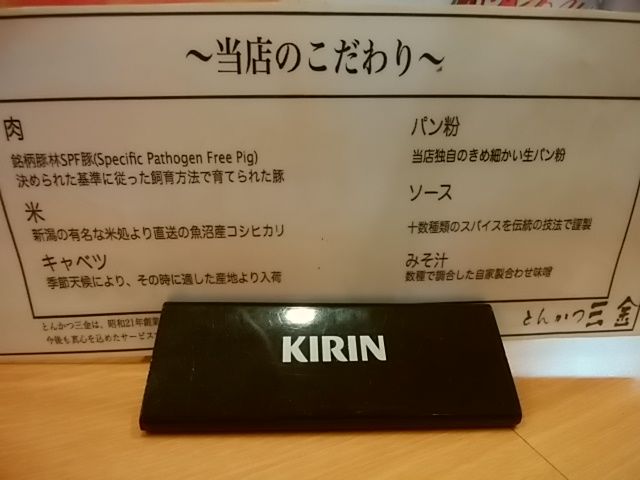 ～当店のこだわり～
肉
銘柄豚林SPF豚(Specific Pathogen Free Pig)
決められた基準に従った飼育方法で育てられた豚
米
新潟の有名な米処より直送の魚沼産コシヒカリ
キャベツ
季節天候により、その時に適した産地より入荷
パン粉
当店独自のきめ細かい生パン粉
ソース
十数種類のスパイスを伝統の技法で謹製
みそ汁
数種で調合した自家製合わせ味噌
とんかつ三金は、昭和21年創業
今後も真心を込めたサービス
とんかつ三金
KIRIN